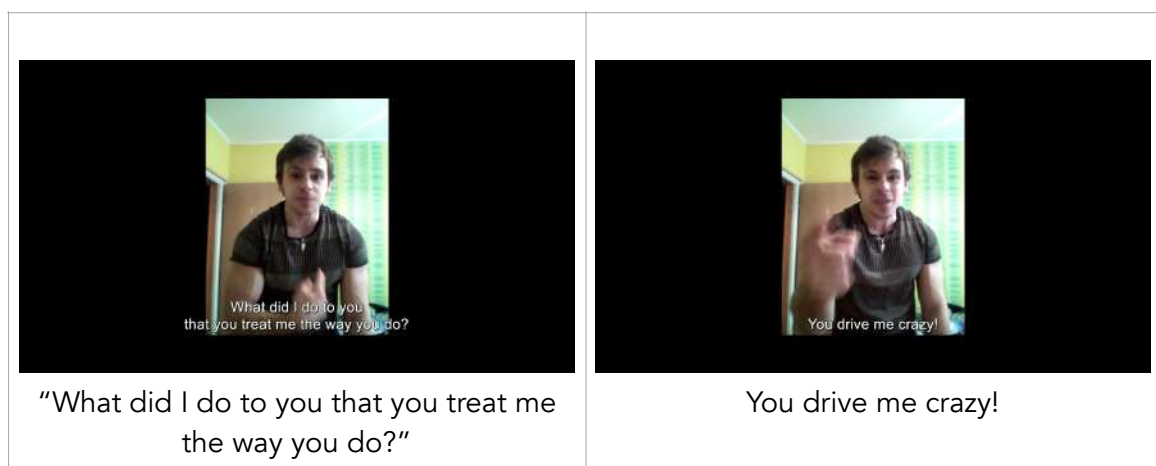 What did I do to you
that you treat me the way you do?
“What did I do to you that you treat me
the way you do?”
You drive me crazy!
You drive me crazy!